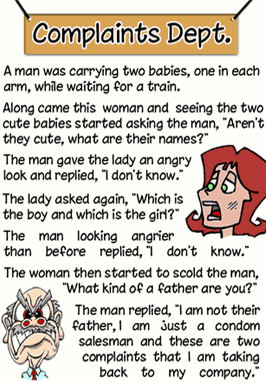 Complaints Dept.
A man was carrying two babies, one in each
arm, while waiting for a train.
Along came this woman and seeing the two
cute babies started asking the man, "Aren't
they cute, what are their names?"
The man gave the lady an angry
look and replied, "I don't know."
The lady asked again, "Which is
the boy and which is the girl?"
The man looking angrier
than before replied, "I don't know."
The woman then started to scold the man,
"What kind of a father are you?"
The man replied, "I am not their
father, I am just a condom
salesman and these are two
complaints that I am taking
back to my company."